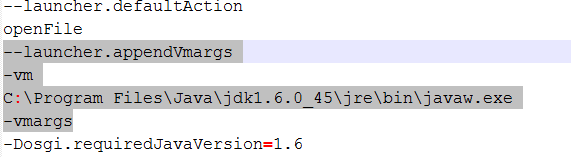 --launcher.defaultAction
openFile
--launcher.appendVmargs
-vm
C:\Program Files\Java\jdk1.6.0_45\jre\bin\javaw.exe
-vmargs
-Dosgi.requiredJavaVersion=1.6